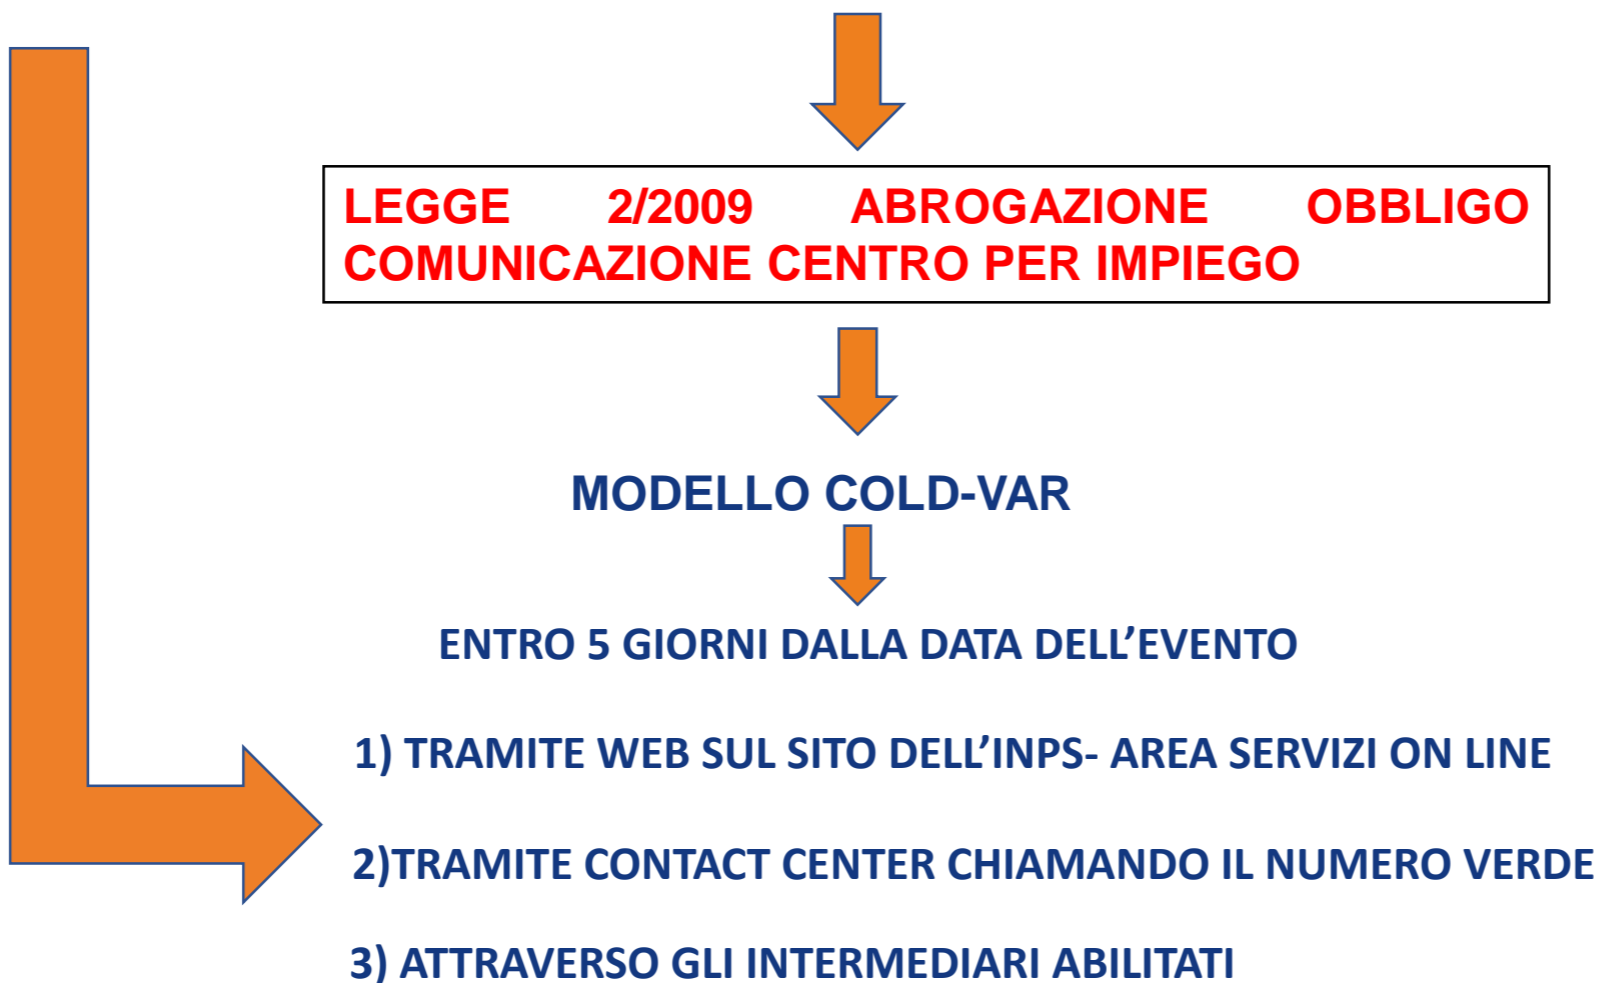 LEGGE 2/2009 ABROGAZIONE OBBLIGO
COMUNICAZIONE CENTRO PER IMPIEGO
MODELLO COLD-VAR
ENTRO 5 GIORNI DALLA DATA DELL’EVENTO
1) TRAMITE WEB SUL SITO DELL’INPS- AREA SERVIZI ON LINE
2)TRAMITE CONTACT CENTER CHIAMANDO IL NUMERO VERDE
3) ATTRAVERSO GLI INTERMEDIARI ABILITATI